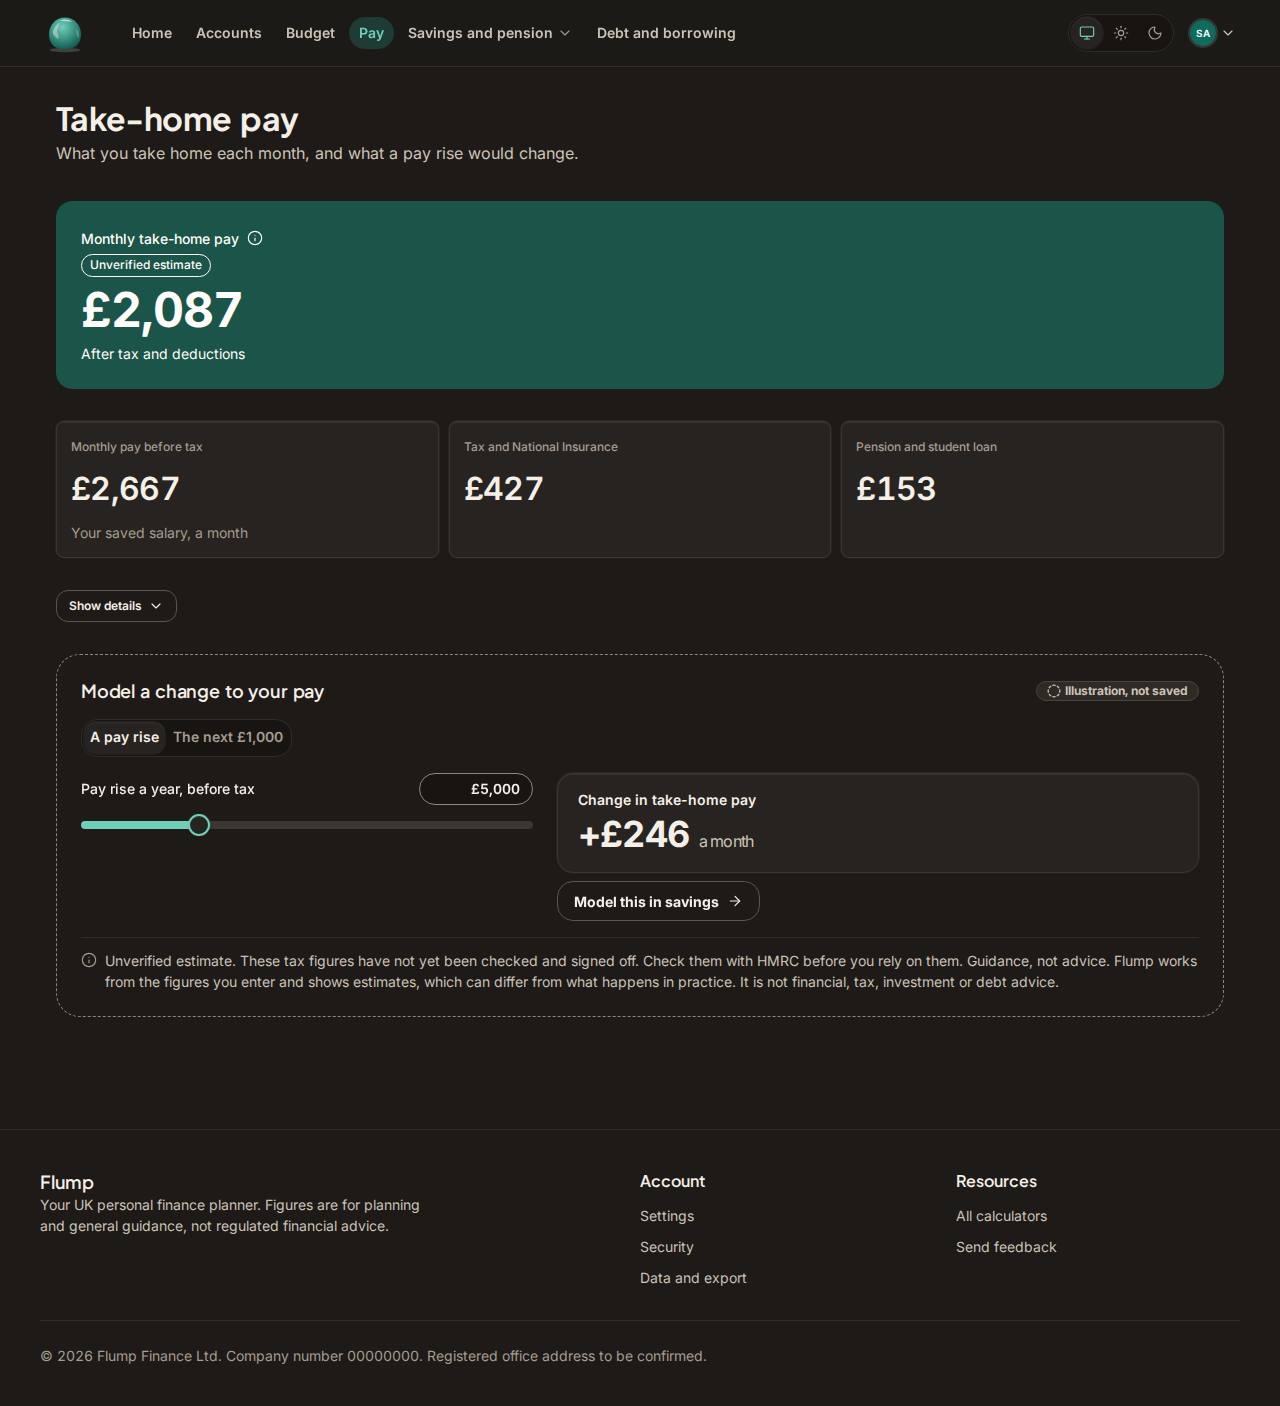 Home
Accounts
Budget
Pay
Savings and pension
Debt and borrowing
SA
Take-home pay
What you take home each month, and what a pay rise would change.
Monthly take-home pay
Unverified estimate
£2,087
After tax and deductions
Monthly pay before tax
£2,667
Your saved salary, a month
Tax and National Insurance
£427
Pension and student loan
£153
Show details
Model a change to your pay
Illustration, not saved
A pay rise
The next £1,000
Pay rise a year, before tax
£5,000
Change in take-home pay
+£246 a month
Model this in savings
Unverified estimate. These tax figures have not yet been checked and signed off. Check them with HMRC before you rely on them. Guidance, not advice. Flump works
from the figures you enter and shows estimates, which can differ from what happens in practice. It is not financial, tax, investment or debt advice.
Flump
Your UK personal finance planner. Figures are for planning
and general guidance, not regulated financial advice.
Account
Settings
Security
Data and export
Resources
All calculators
Send feedback
© 2026 Flump Finance Ltd. Company number 00000000. Registered office address to be confirmed.